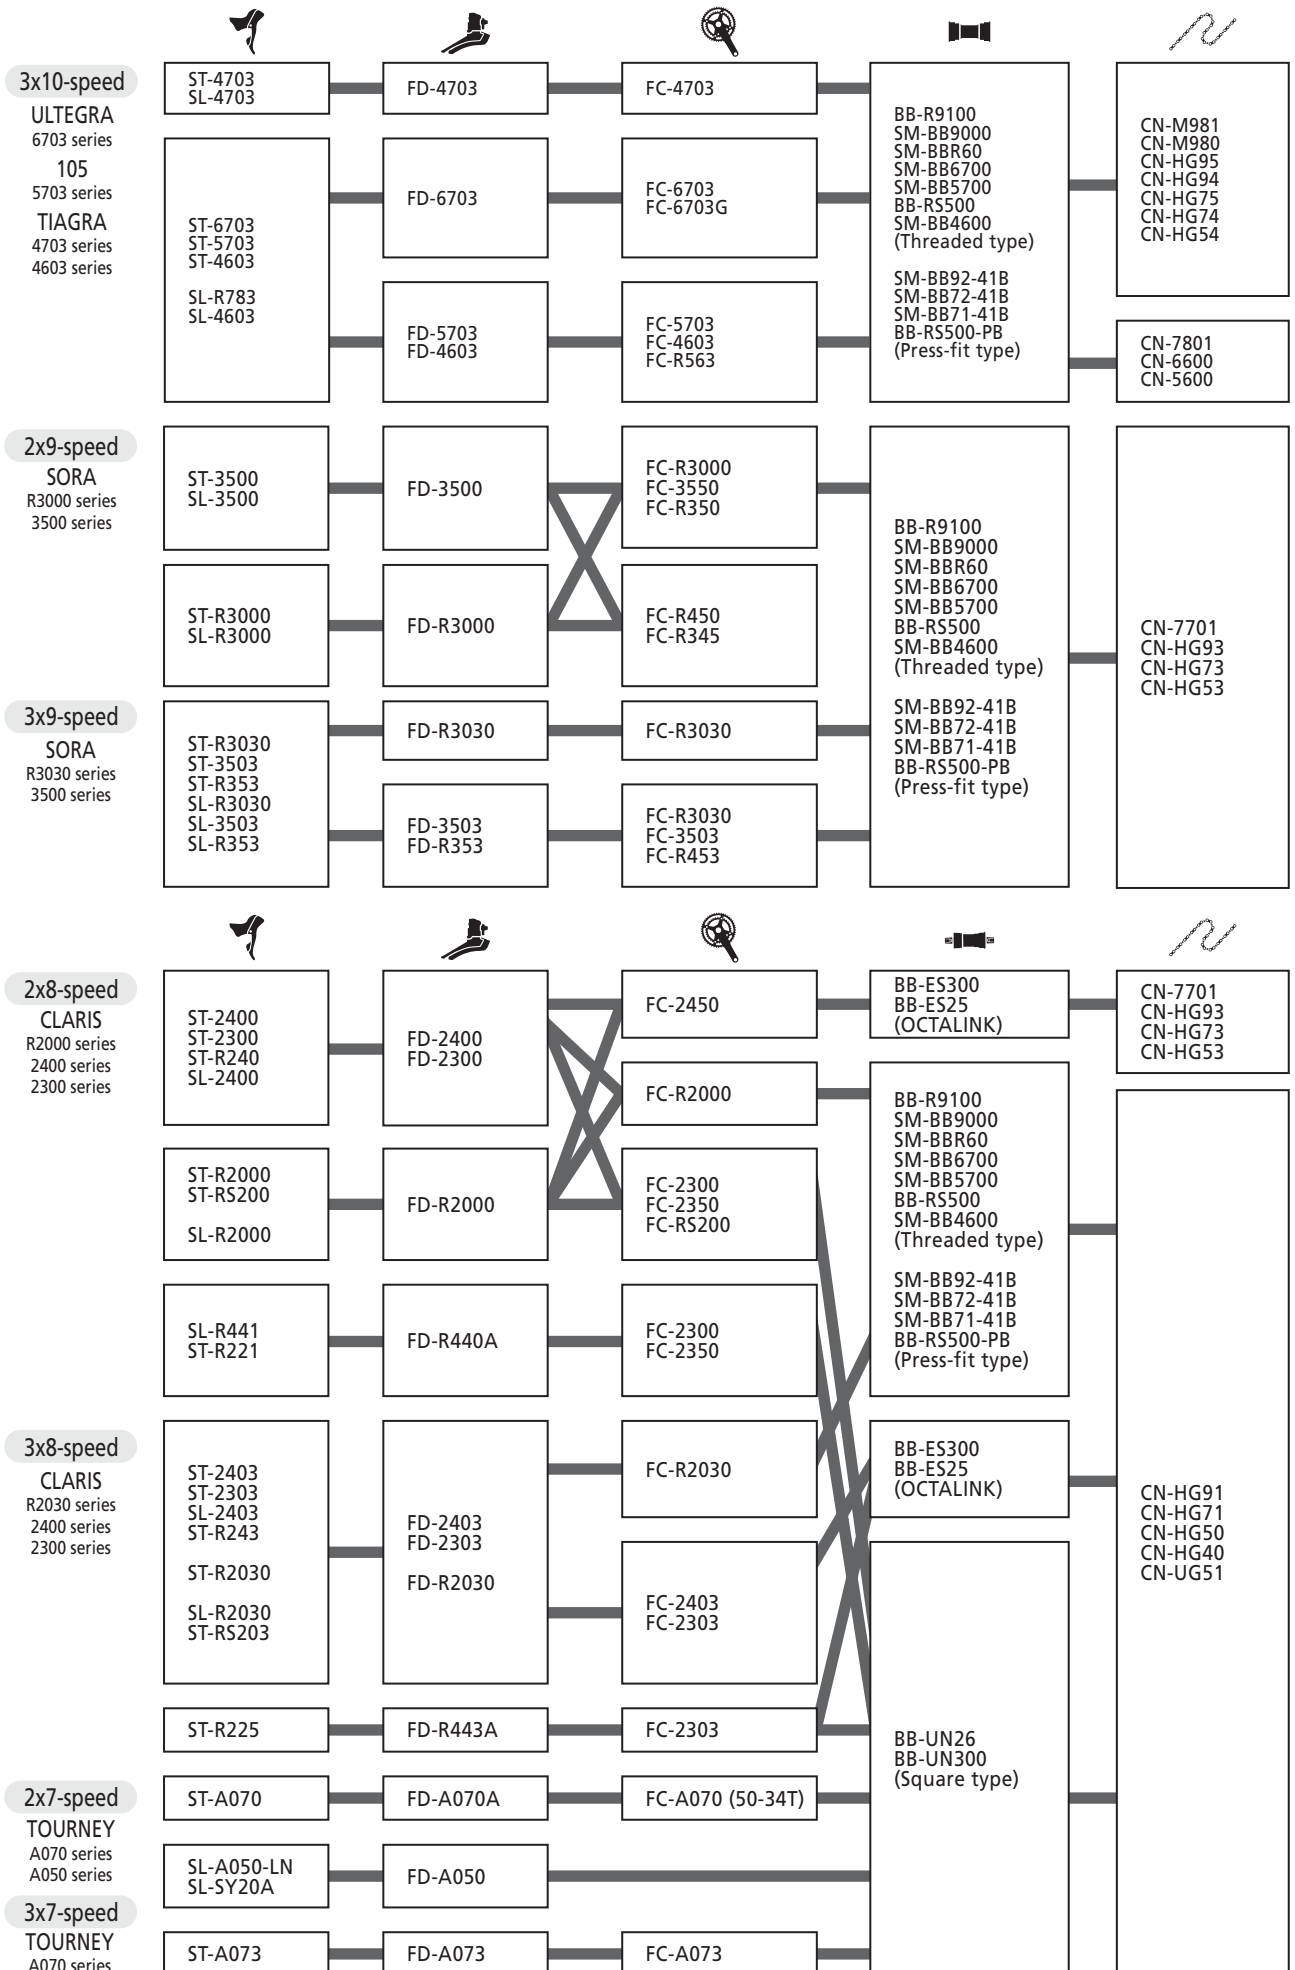 3x10-speed
ULTEGRA
6703 series
105
5703 series
TIAGRA
4703 series
4603 series
ST-4703
SL-4703
FD-4703
FC-4703
ST-6703
ST-5703
ST-4603
SL-R783
SL-4603
FD-6703
FC-6703
FC-6703G
FD-5703
FD-4603
FC-5703
FC-4603
FC-R563
BB-R9100
SM-BB9000
SM-BBR60
SM-BB6700
SM-BB5700
BB-RS500
SM-BB4600
(Threaded type)
SM-BB92-41B
SM-BB72-41B
SM-BB71-41B
BB-RS500-PB
(Press-fit type)
CN-M981
CN-M980
CN-HG95
CN-HG94
CN-HG75
CN-HG74
CN-HG54
CN-7801
CN-6600
CN-5600
2x9-speed
SORA
R3000 series
3500 series
ST-3500
SL-3500
FD-3500
FC-R3000
FC-3550
FC-R350
ST-R3000
SL-R3000
FD-R3000
FC-R450
FC-R345
3x9-speed
SORA
R3030 series
3500 series
ST-R3030
ST-3503
ST-R353
SL-R3030
SL-3503
SL-R353
FD-R3030
FC-R3030
FD-3503
FD-R353
FC-R3030
FC-3503
FC-R453
BB-R9100
SM-BB9000
SM-BBR60
SM-BB6700
SM-BB5700
BB-RS500
SM-BB4600
(Threaded type)
SM-BB92-41B
SM-BB72-41B
SM-BB71-41B
BB-RS500-PB
(Press-fit type)
CN-7701
CN-HG93
CN-HG73
CN-HG53
2x8-speed
CLARIS
R2000 series
2400 series
2300 series
ST-2400
ST-2300
ST-R240
SL-2400
FD-2400
FD-2300
FC-2450
BB-ES300
BB-ES25
(OCTALINK)
CN-7701
CN-HG93
CN-HG73
CN-HG53
FC-R2000
ST-R2000
ST-RS200
SL-R2000
FD-R2000
FC-2300
FC-2350
FC-RS200
BB-R9100
SM-BB9000
SM-BBR60
SM-BB6700
SM-BB5700
BB-RS500
SM-BB4600
(Threaded type)
SM-BB92-41B
SM-BB72-41B
SM-BB71-41B
BB-RS500-PB
(Press-fit type)
SL-R441
ST-R221
FD-R440A
FC-2300
FC-2350
3x8-speed
CLARIS
R2030 series
2400 series
2300 series
ST-2403
ST-2303
SL-2403
ST-R243
ST-R2030
SL-R2030
ST-RS203
FD-2403
FD-2303
FD-R2030
FC-R2030
BB-ES300
BB-ES25
(OCTALINK)
CN-HG91
CN-HG71
CN-HG50
CN-HG40
CN-UG51
FC-2403
FC-2303
ST-R225
FD-R443A
FC-2303
BB-UN26
BB-UN300
(Square type)
2x7-speed
TOURNEY
A070 series
A050 series
ST-A070
FD-A070A
FC-A070 (50-34T)
SL-A050-LN
SL-SY20A
FD-A050
3x7-speed
TOURNEY
A070 series
ST-A073
FD-A073
FC-A073